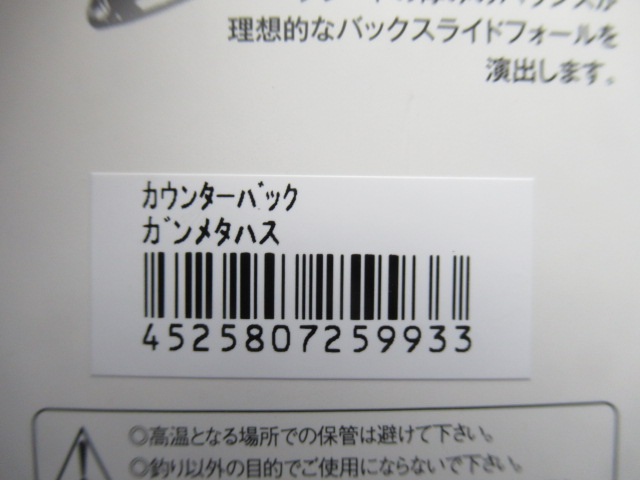 理想的なバックスライドフォールを
演出します。
カウンターバック
ガンメタハス
4525807259933
◎高温となる場所での保管は避けて下さい。
◎釣り以外の目的でご使用にならないで下さい。